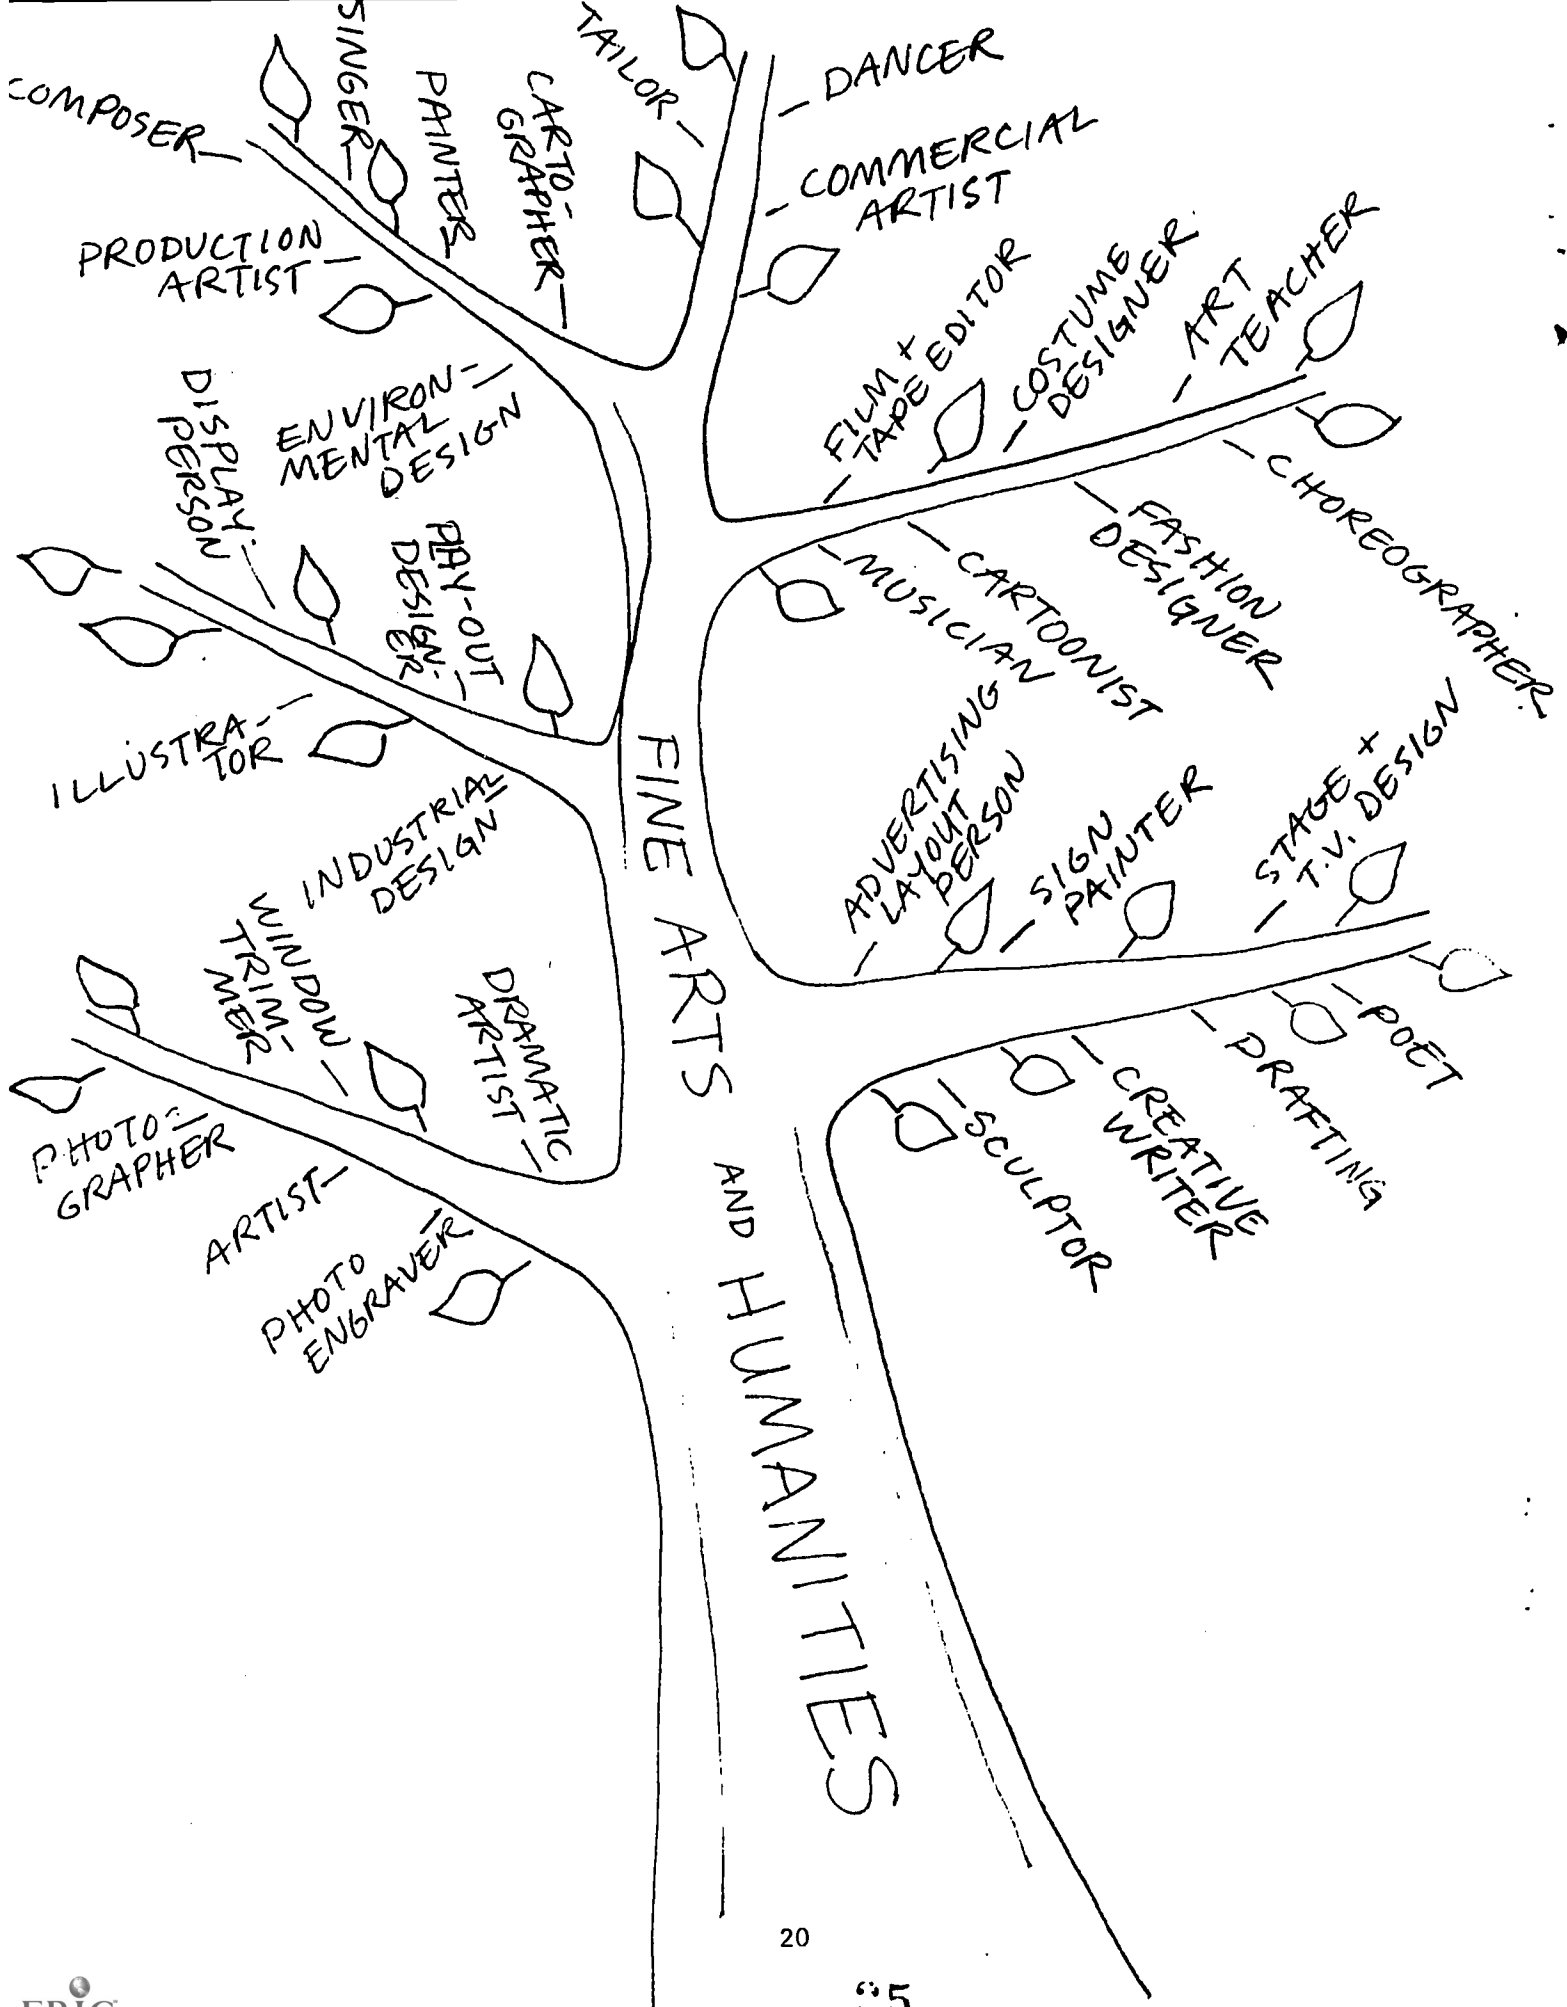 COMPOSER
SINGER
PAINTER
CARTO-
GRAPHER
TAILOR
DANCER
COMMERCIAL
ARTIST
PRODUCTION
ARTIST
ENVIRON-
MENTAL
DESIGN
FILM +
TAPE EDITOR
COSTUME
DESIGNER
ART
TEACHER
CHOREOGRAPHER
FASHION
DESIGNER
CARTOONIST
MUSICIAN
DISPLAY
PERSON
PLAY-OUT
DESIGN-
ER
ILLUSTRA-
TOR
INDUSTRIAL
DESIGN
ADVERTISING
LAYOUT
PERSON
SIGN
PAINTER
STAGE +
T.V. DESIGN
POET
DRAFTING
CREATIVE
WRITER
SCULPTOR
WINDOW
TRIM-
MER
DRAMATIC
ARTIST
PHOTO-
GRAPHER
ARTIST
PHOTO
ENGRAVER
FINE ARTS AND HUMANITIES
20
ERIC